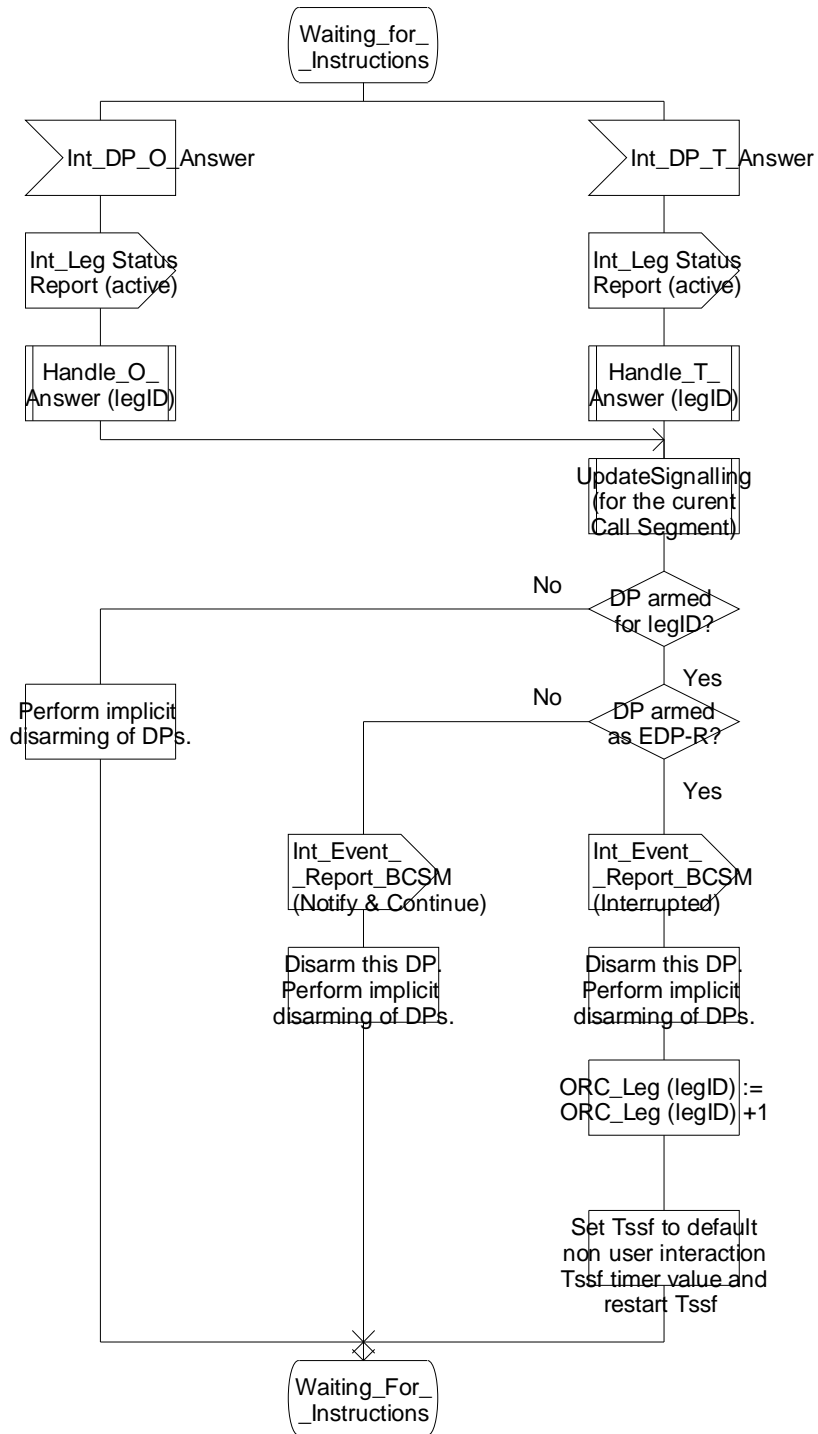 Waiting_for_
_Instructions
Int_DP_O_Answer
Int_DP_T_Answer
Int_Leg Status
Report (active)
Int_Leg Status
Report (active)
Handle_O_
Answer (legID)
Handle_T_
Answer (legID)
UpdateSignalling
(for the curent
Call Segment)
No
DP armed
for legID?
Yes
Perform implicit
disarming of DPs.
No
DP armed
as EDP-R?
Yes
Int_Event_
_Report_BCSM
(Notify & Continue)
Int_Event_
_Report_BCSM
(Interrupted)
Disarm this DP.
Perform implicit
disarming of DPs.
Disarm this DP.
Perform implicit
disarming of DPs.
ORC_Leg (legID) :=
ORC_Leg (legID) +1
Set Tssf to default
non user interaction
Tssf timer value and
restart Tssf
Waiting_For_
_Instructions